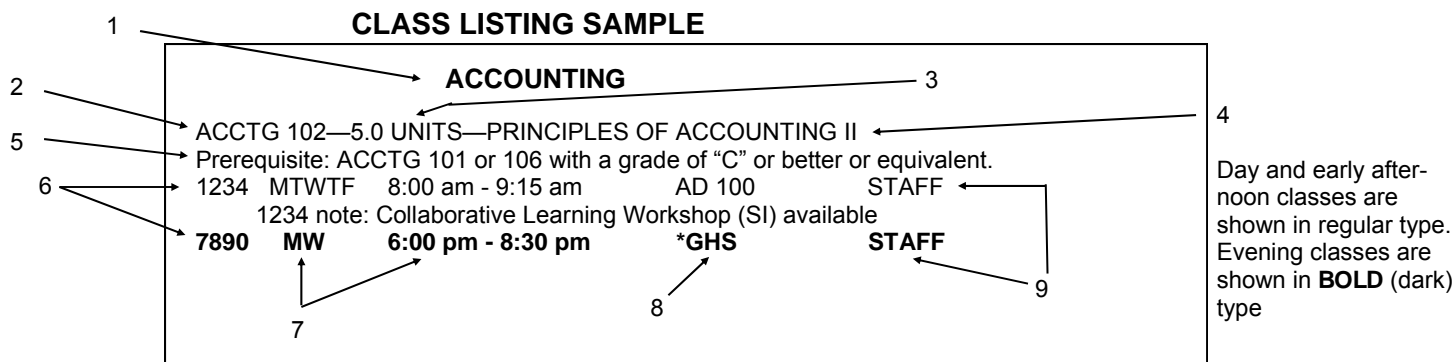 CLASS LISTING SAMPLE
1
ACCOUNTING
2
3
ACCTG 102—5.0 UNITS—PRINCIPLES OF ACCOUNTING II
4
5
Prerequisite: ACCTG 101 or 106 with a grade of “C” or better or equivalent.
6
1234 MTWTF 8:00 am - 9:15 am AD 100 STAFF
1234 note: Collaborative Learning Workshop (SI) available
7890 MW 6:00 pm - 8:30 pm *GHS STAFF
7
8
9
Day and early after-
noon classes are
shown in regular type.
Evening classes are
shown in BOLD (dark)
type